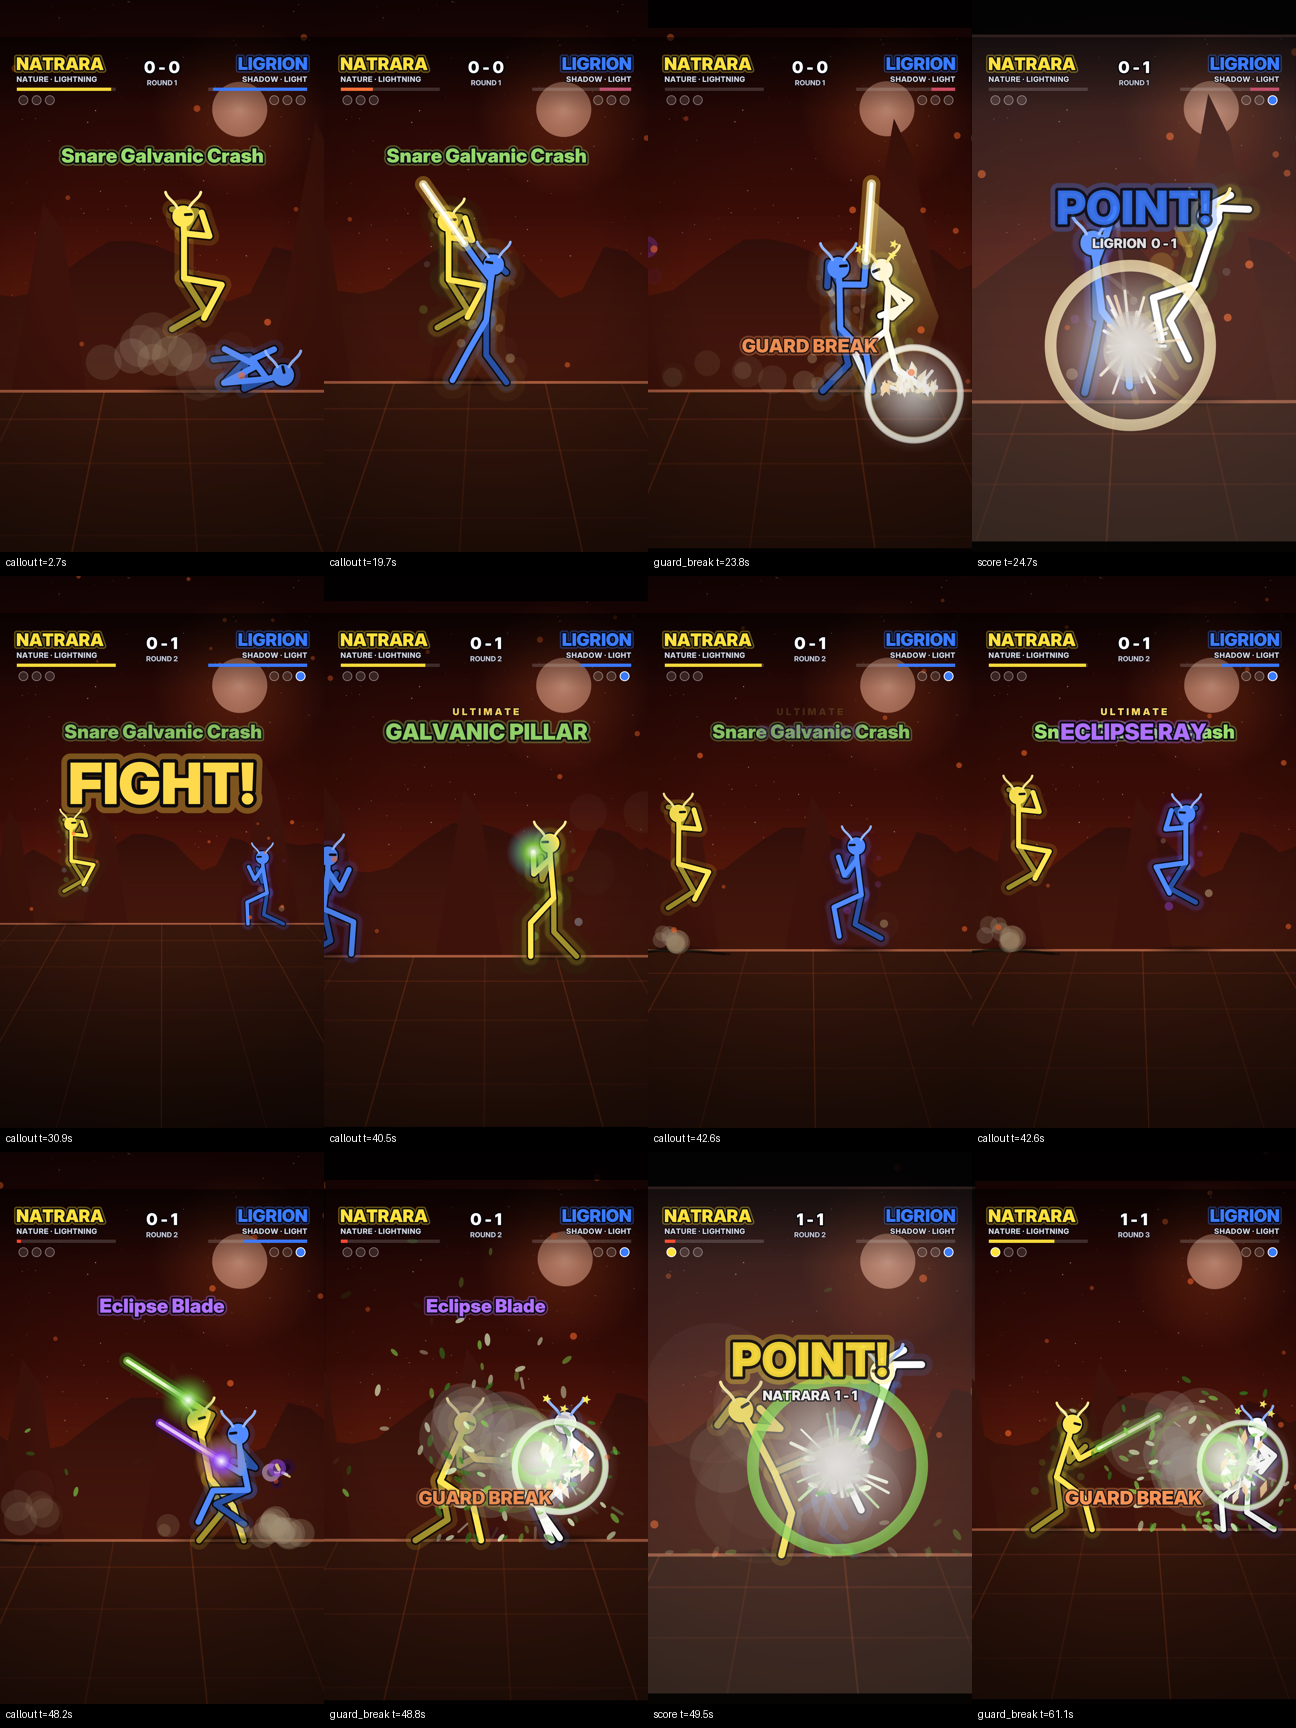 NATRARA
0-0
LIGRION
NATURE · LIGHTNING
ROUND 1
SHADOW · LIGHT
Snare Galvanic Crash
callout t=2.7s
NATRARA
0-0
LIGRION
NATURE · LIGHTNING
ROUND 1
SHADOW · LIGHT
Snare Galvanic Crash
callout t=19.7s
NATRARA
0-0
LIGRION
NATURE · LIGHTNING
ROUND 1
SHADOW · LIGHT
GUARD BREAK
guard_break t=23.8s
NATRARA
0-1
LIGRION
NATURE · LIGHTNING
ROUND 1
SHADOW · LIGHT
POINT!
LIGRION 0-1
score t=24.7s
NATRARA
0-1
LIGRION
NATURE · LIGHTNING
ROUND 2
SHADOW · LIGHT
Snare Galvanic Crash
FIGHT!
callout t=30.9s
NATRARA
0-1
LIGRION
NATURE · LIGHTNING
ROUND 2
SHADOW · LIGHT
ULTIMATE
GALVANIC PILLAR
callout t=40.5s
NATRARA
0-1
LIGRION
NATURE · LIGHTNING
ROUND 2
SHADOW · LIGHT
ULTIMATE
Snare Galvanic Crash
callout t=42.6s
NATRARA
0-1
LIGRION
NATURE · LIGHTNING
ROUND 2
SHADOW · LIGHT
ULTIMATE
ECLIPSE RAY
callout t=42.6s
NATRARA
0-1
LIGRION
NATURE · LIGHTNING
ROUND 2
SHADOW · LIGHT
Eclipse Blade
callout t=48.2s
NATRARA
0-1
LIGRION
NATURE · LIGHTNING
ROUND 2
SHADOW · LIGHT
Eclipse Blade
GUARD BREAK
guard_break t=48.8s
NATRARA
1-1
LIGRION
NATURE · LIGHTNING
ROUND 2
SHADOW · LIGHT
POINT!
NATRARA 1-1
score t=49.5s
NATRARA
1-1
LIGRION
NATURE · LIGHTNING
ROUND 3
SHADOW · LIGHT
GUARD BREAK
guard_break t=61.1s